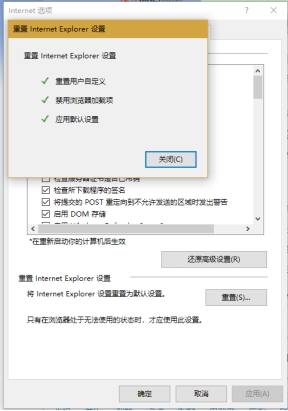 Internet 选项
重置 Internet Explorer 设置
重置 Internet Explorer 设置
重置用户自定义
禁用浏览器加载项
应用默认设置
关闭(C)
检查所下载程序的签名
将提交的 POST 重定向到不允许发送的区域时发出警告
启用 DOM 存储
*在重新启动你的计算机后生效
还原高级设置(R)
重置 Internet Explorer 设置
将 Internet Explorer 设置重置为默认设置。
重置(S)...
只有在浏览器处于无法使用的状态时，才应使用此设置。
确定
取消
应用(A)